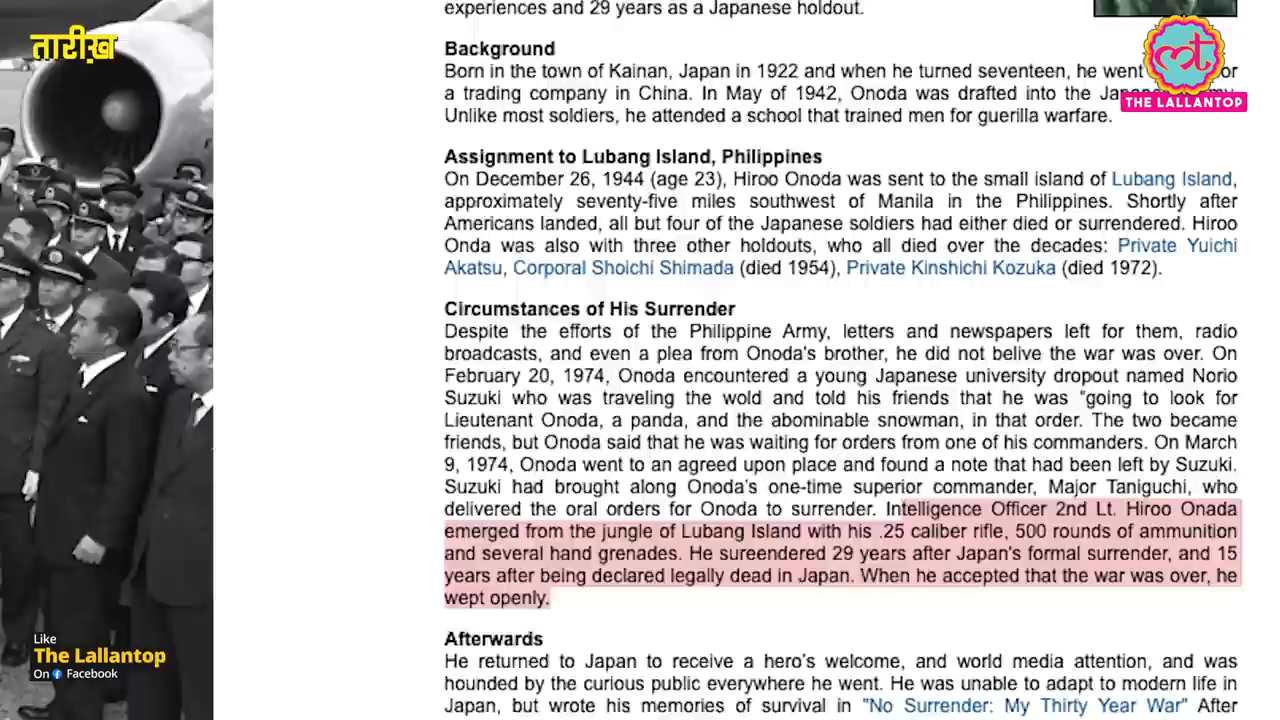 तारीख़
THE LALLANTOP
experiences and 29 years as a Japanese holdout.
Background
Born in the town of Kainan, Japan in 1922 and when he turned seventeen, he went or
a trading company in China. In May of 1942, Onoda was drafted into the
Unlike most soldiers, he attended a school that trained men for guerilla warfare.
Assignment to Lubang Island, Philippines
On December 26, 1944 (age 23), Hiroo Onoda was sent to the small island of Lubang Island,
approximately seventy-five miles southwest of Manila in the Philippines. Shortly after
Americans landed, all but four of the Japanese soldiers had either died or surrendered. Hiroo
Onda was also with three other holdouts, who all died over the decades: Private Yuichi
Akatsu, Corporal Shoichi Shimada (died 1954), Private Kinshichi Kozuka (died 1972).
Circumstances of His Surrender
Despite the efforts of the Philippine Army, letters and newspapers left for them, radio
broadcasts, and even a plea from Onoda's brother, he did not belive the war was over. On
February 20, 1974, Onoda encountered a young Japanese university dropout named Norio
Suzuki who was traveling the wold and told his friends that he was "going to look for
Lieutenant Onoda, a panda, and the abominable snowman, in that order. The two became
friends, but Onoda said that he was waiting for orders from one of his commanders. On March
9, 1974, Onoda went to an agreed upon place and found a note that had been left by Suzuki.
Suzuki had brought along Onoda's one-time superior commander, Major Taniguchi, who
delivered the oral orders for Onoda to surrender. Intelligence Officer 2nd Lt. Hiroo Onada
emerged from the jungle of Lubang Island with his .25 caliber rifle, 500 rounds of ammunition
and several hand grenades. He sureendered 29 years after Japan's formal surrender, and 15
years after being declared legally dead in Japan. When he accepted that the war was over, he
wept openly.
Afterwards
He returned to Japan to receive a hero's welcome, and world media attention, and was
hounded by the curious public everywhere he went. He was unable to adapt to modern life in
Japan, but wrote his memories of survival in "No Surrender: My Thirty Year War" After
Like
The Lallantop
On Facebook